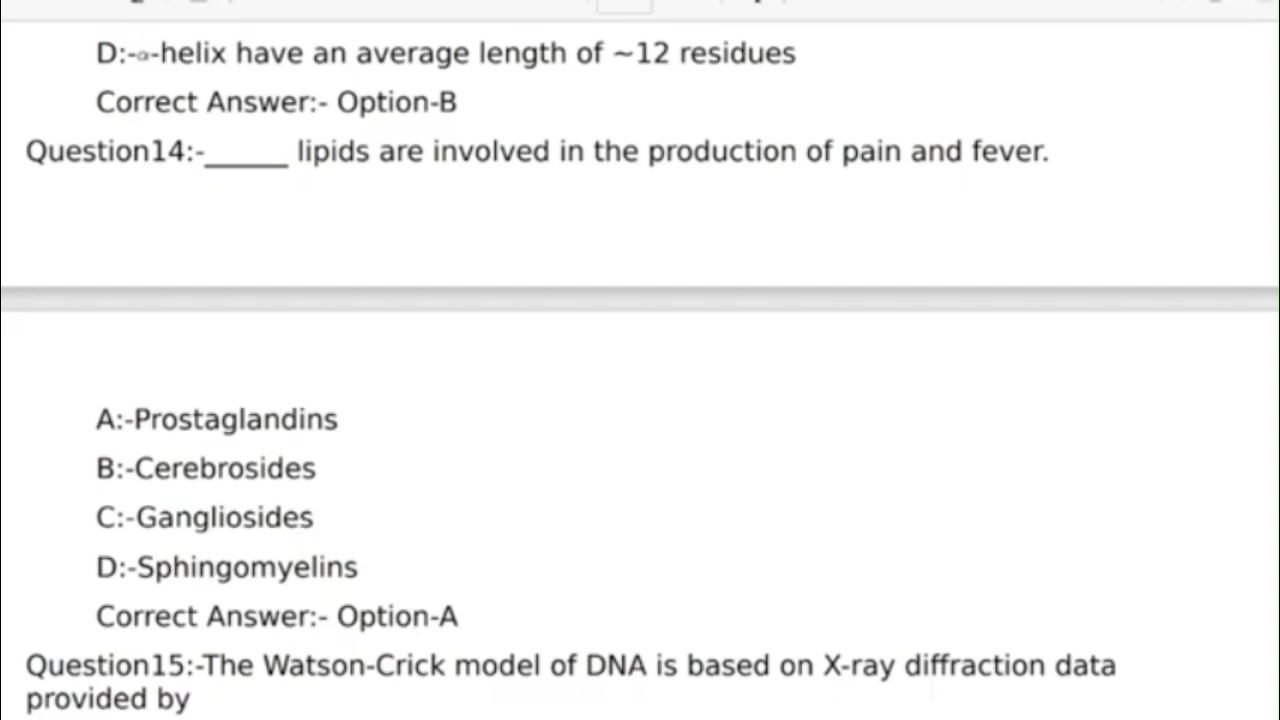 D:-α-helix have an average length of ~12 residues
Correct Answer:- Option-B
Question14:-______ lipids are involved in the production of pain and fever.
A:-Prostaglandins
B:-Cerebrosides
C:-Gangliosides
D:-Sphingomyelins
Correct Answer:- Option-A
Question15:-The Watson-Crick model of DNA is based on X-ray diffraction data
provided by